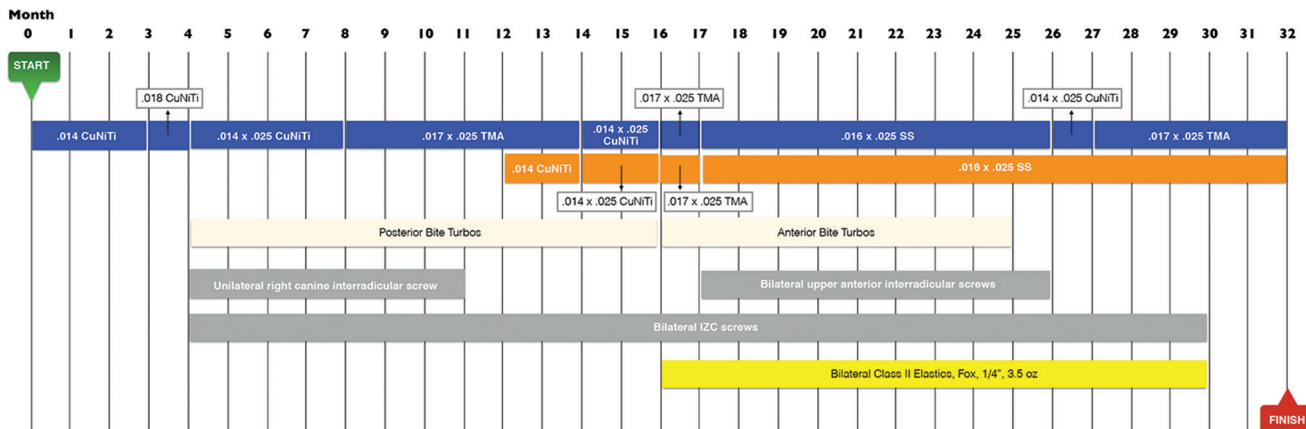 Month
0 1 2 3 4 5 6 7 8 9 10 11 12 13 14 15 16 17 18 19 20 21 22 23 24 25 26 27 28 29 30 31 32
START
.018 CuNiTi
.017 x .025 TMA
.014 x .025 CuNiTi
.014 CuNiTi
.014 x .025 CuNiTi
.017 x .025 TMA
.014 x .025
CuNiTi
.016 x .025 SS
.017 x .025 TMA
.014 CuNiTi
.016 x .025 SS
.014 x .025 CuNiTi
.017 x .025 TMA
Posterior Bite Turbos
Anterior Bite Turbos
Unilateral right canine interradicular screw
Bilateral upper anterior interradicular screws
Bilateral IZC screws
Bilateral Class II Elastics, Fox, 1/4", 3.5 oz
FINISH